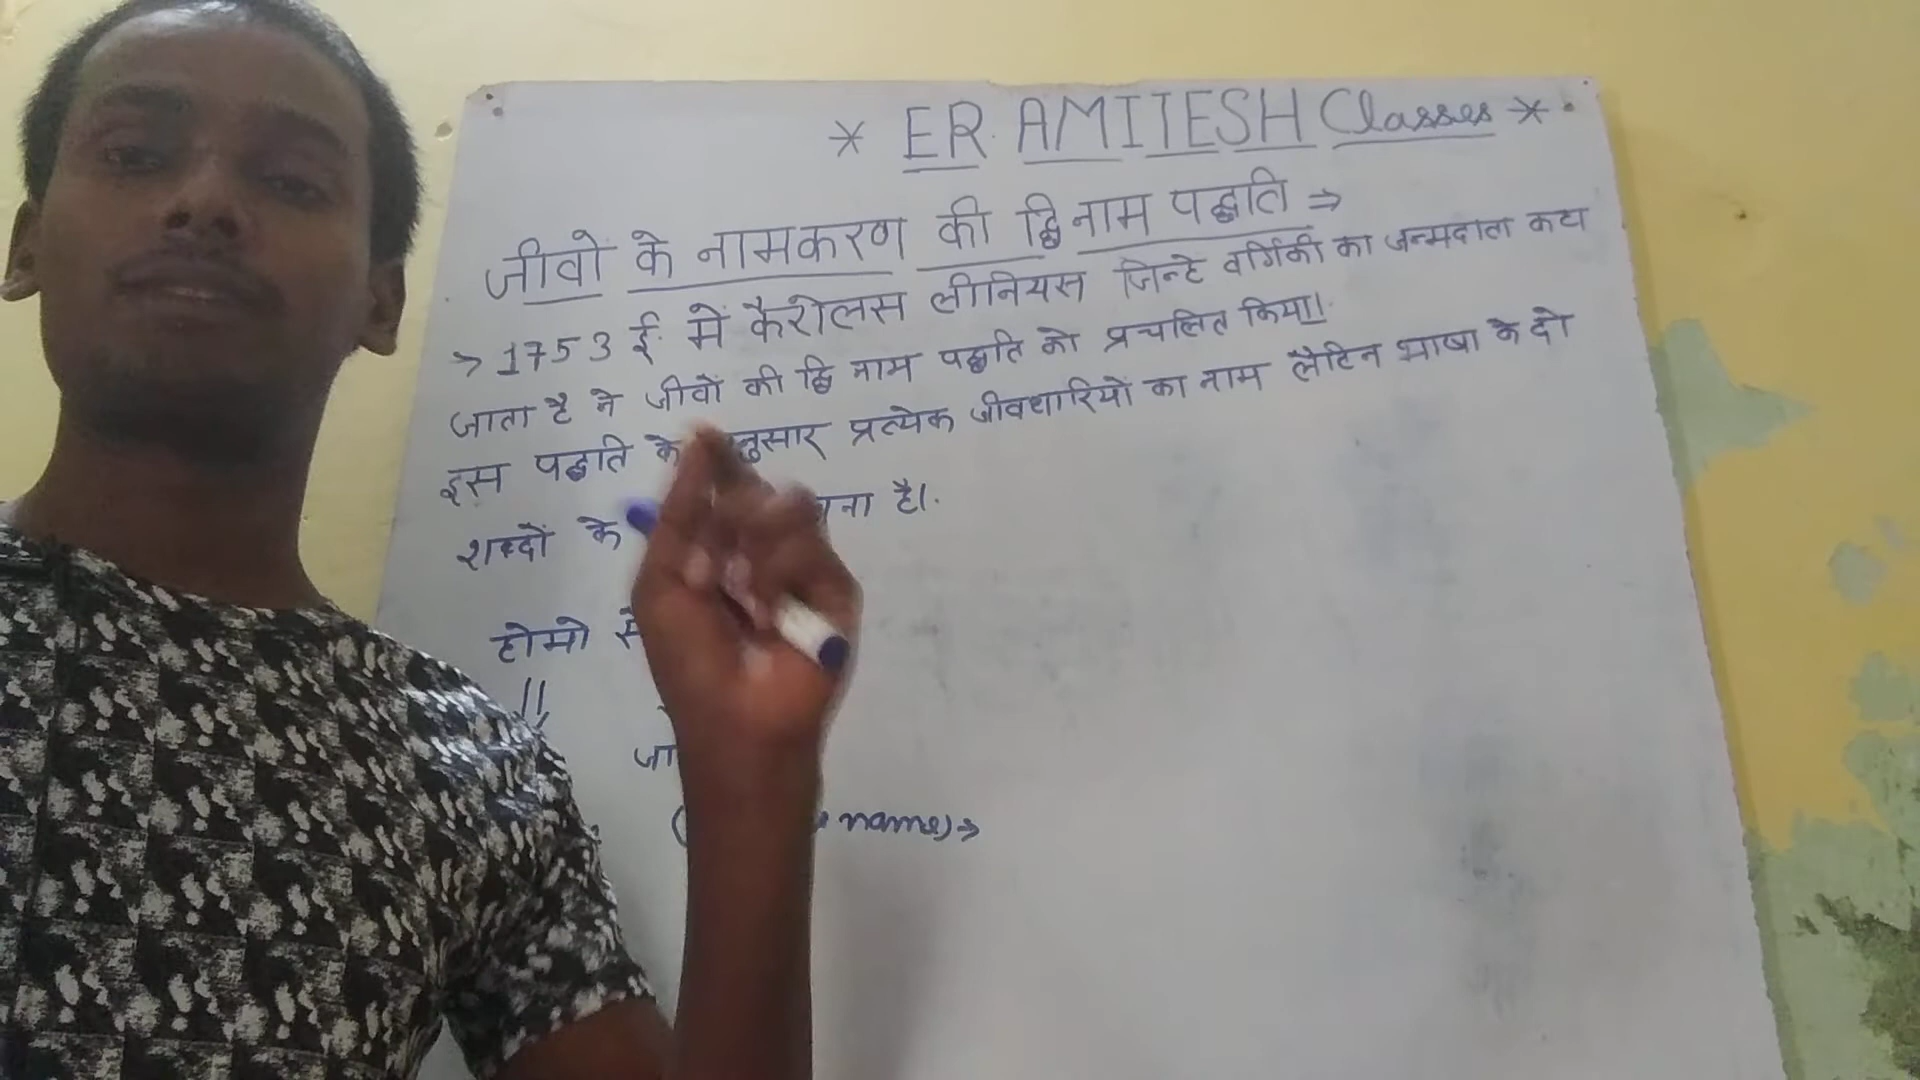 * ER. AMITESH Classes *
जीवो के नामकरण की द्विनाम पद्धति ⇒
→ 1753 ई. में कैरोलस लीनियस जिन्हे वर्गिकी का जन्मदाता कहा
जाता है ने जीवों की द्वि नाम पद्धति को प्रचलित किया।
इस पद्धति के प्रत्येक जीवधारियों का नाम लैटिन भाषा के दो
शब्दों के है।
होमो
name) →